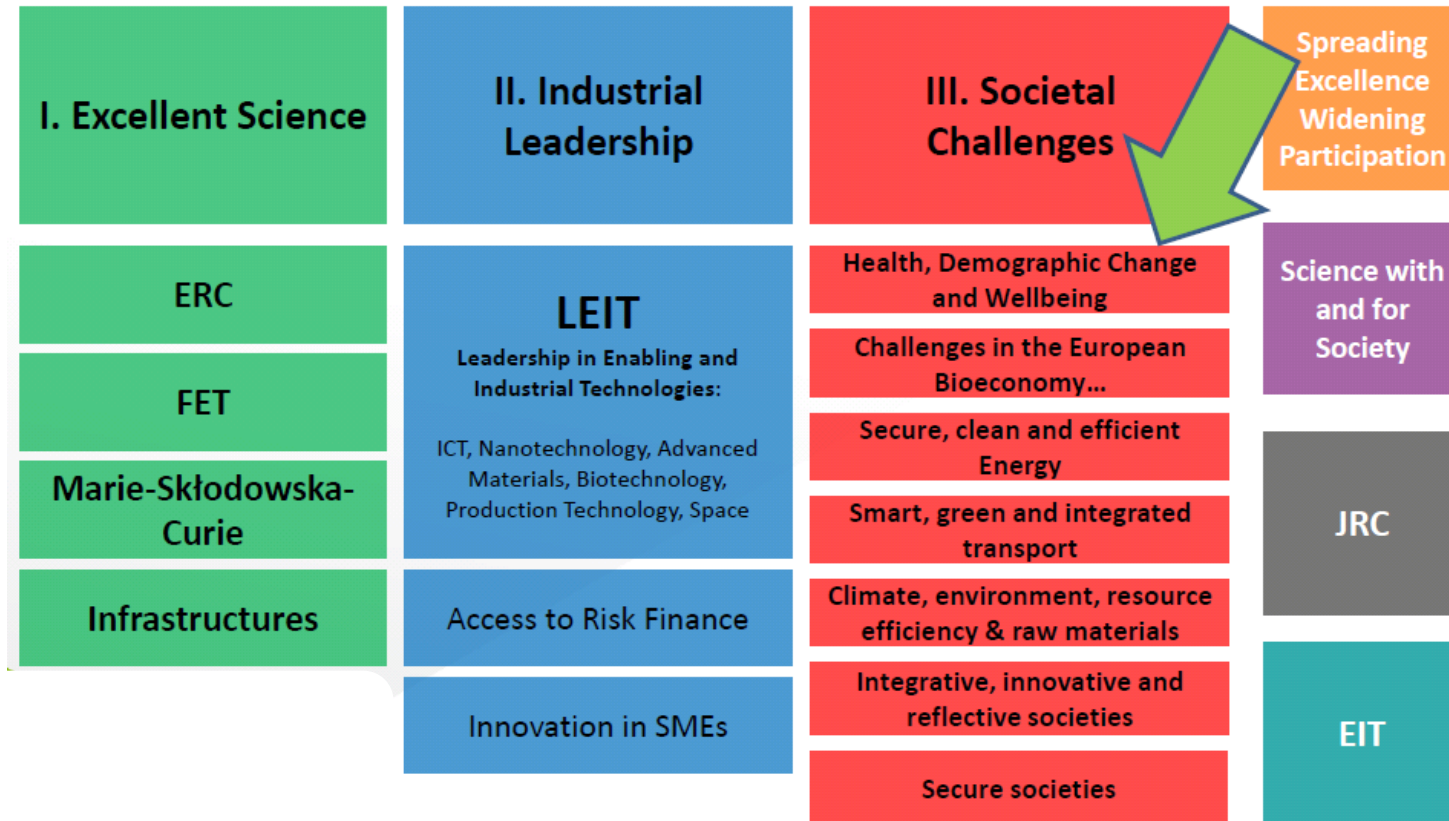 I. Excellent Science
ERC
FET
Marie-Skłodowska-
Curie
Infrastructures
II. Industrial
Leadership
LEIT
Leadership in Enabling and
Industrial Technologies:
ICT, Nanotechnology, Advanced
Materials, Biotechnology,
Production Technology, Space
Access to Risk Finance
Innovation in SMEs
III. Societal
Challenges
Health, Demographic Change
and Wellbeing
Challenges in the European
Bioeconomy…
Secure, clean and efficient
Energy
Smart, green and integrated
transport
Climate, environment, resource
efficiency & raw materials
Integrative, innovative and
reflective societies
Secure societies
Spreading
Excellence
Widening
Participation
Science with
and for
Society
JRC
EIT